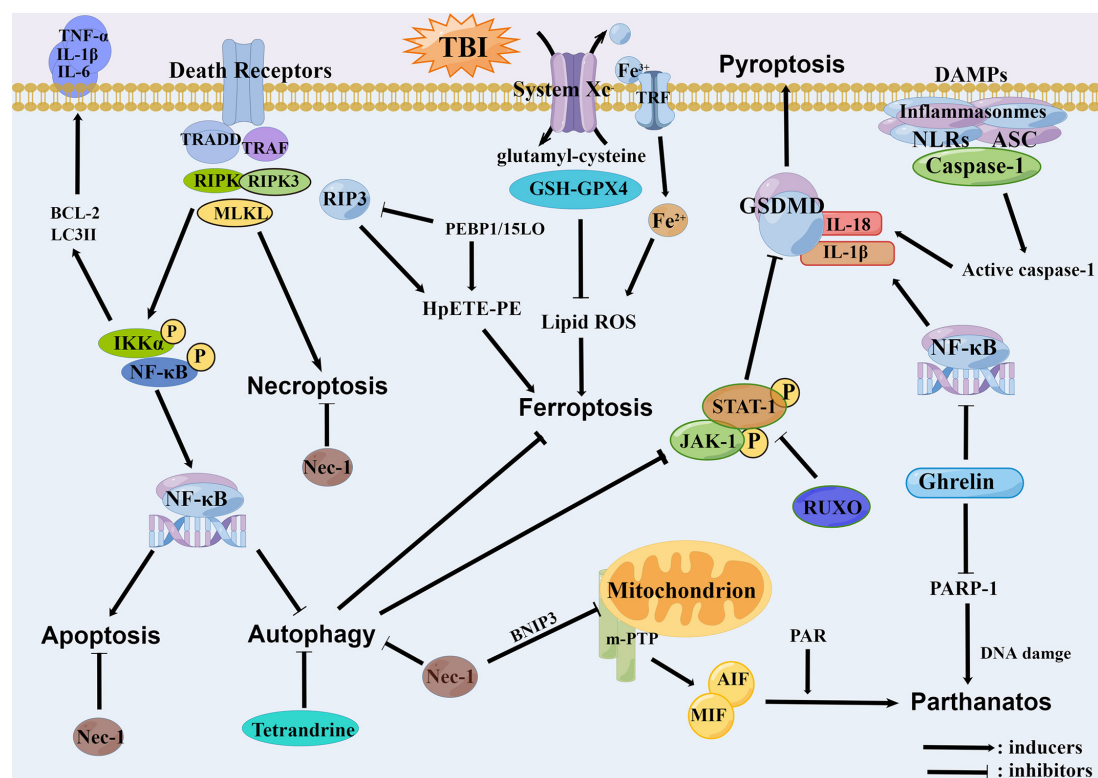 TNF-α
IL-1β
IL-6
Death Receptors
TBI
System Xc-
Fe3+
TRF
Pyroptosis
DAMPs
Inflammasonmes
NLRs
ASC
Caspase-1
TRADD
TRAF
RIPK
RIPK3
MLKL
glutamyl-cysteine
GSH-GPX4
RIP3
PEBP1/15LO
Fe2+
GSDMD
IL-18
IL-1β
Active caspase-1
BCL-2
LC3II
HpETE-PE
Lipid ROS
IKKα
P
NF-κB
P
NF-κB
Necroptosis
Ferroptosis
STAT-1
P
JAK-1
P
Nec-1
RUXO
Ghrelin
NF-κB
Mitochondrion
m-PTP
BNIP3
PARP-1
Apoptosis
Autophagy
Nec-1
PAR
DNA damge
AIF
MIF
Parthanatos
Nec-1
Tetrandrine
: inducers
: inhibitors